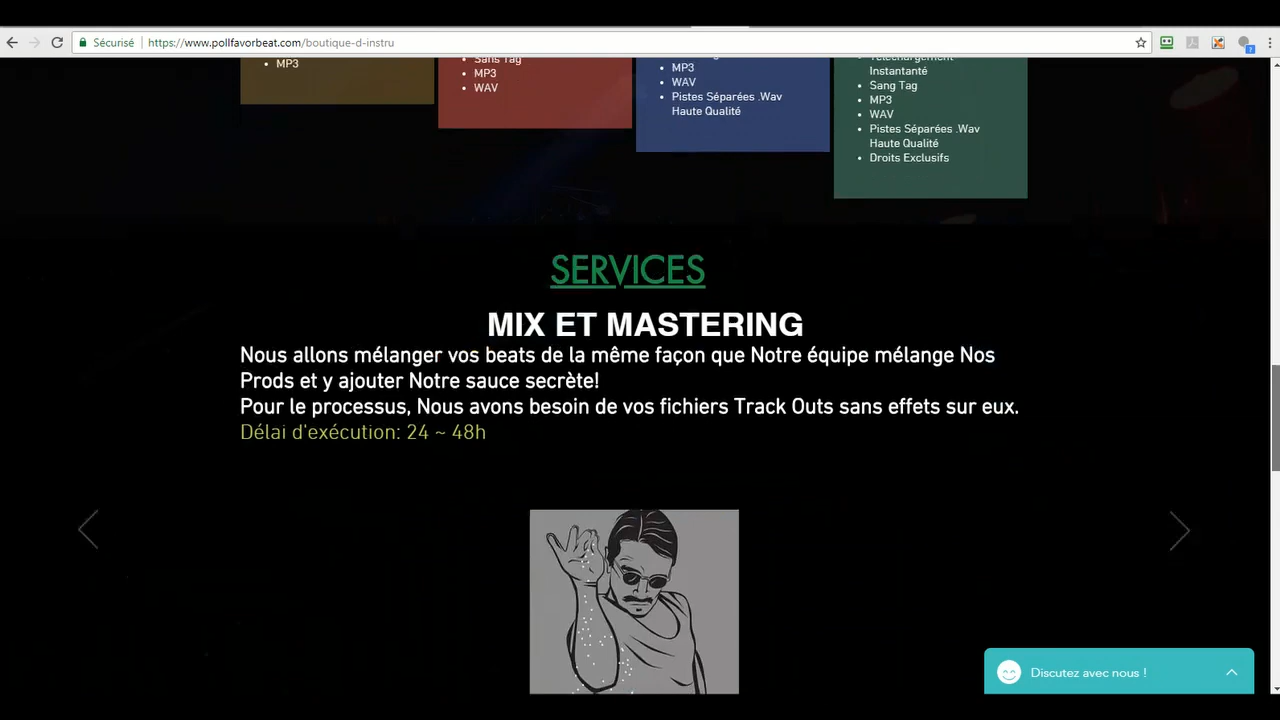 Sécurisé https://www.pollfavorbeat.com/boutique-d-instru
MP3
Sans Tag
MP3
WAV
MP3
WAV
Pistes Séparées .Wav
Haute Qualité
Téléchargement
Instantanté
Sang Tag
MP3
WAV
Pistes Séparées .Wav
Haute Qualité
Droits Exclusifs
SERVICES
MIX ET MASTERING
Nous allons mélanger vos beats de la même façon que Notre équipe mélange Nos
Prods et y ajouter Notre sauce secrète!
Pour le processus, Nous avons besoin de vos fichiers Track Outs sans effets sur eux.
Délai d'exécution: 24 ~ 48h
Discutez avec nous !